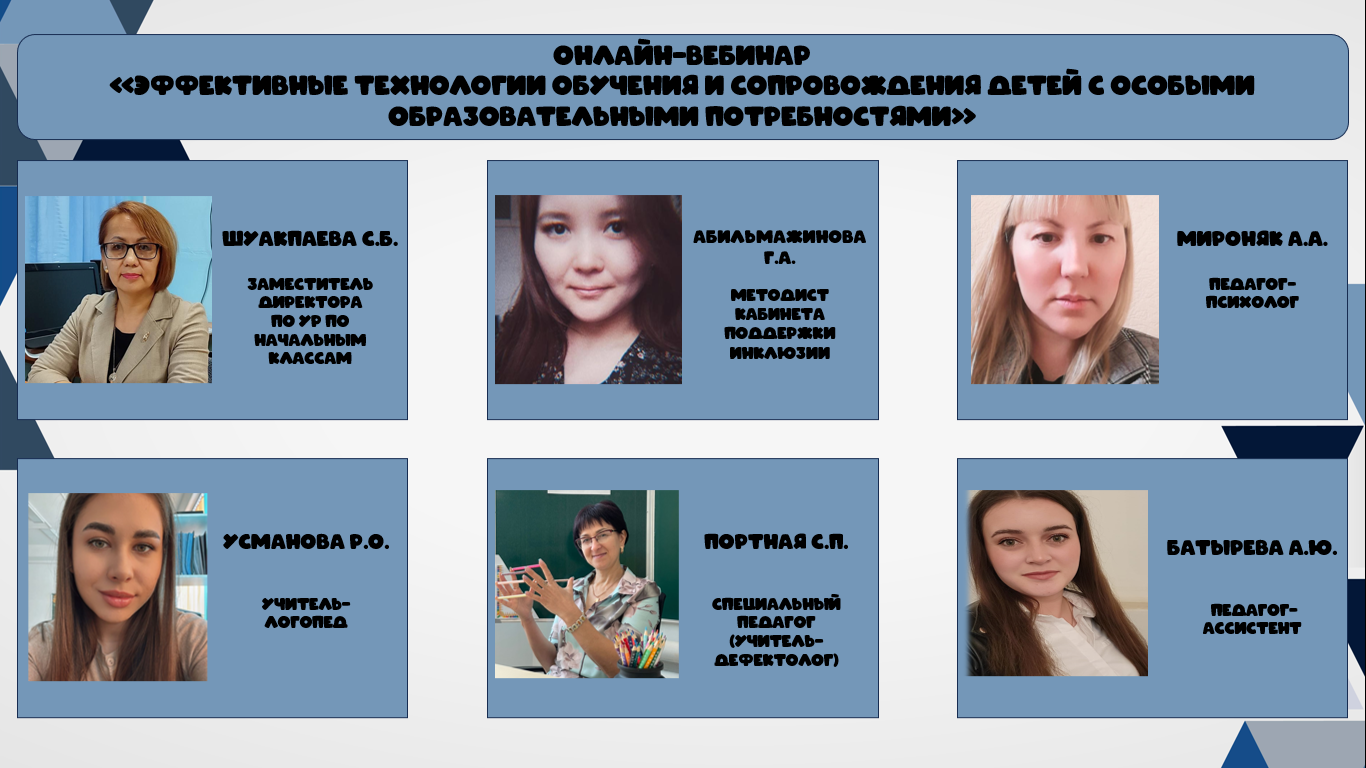 ОНЛАЙН-ВЕБИНАР
«ЭФФЕКТИВНЫЕ ТЕХНОЛОГИИ ОБУЧЕНИЯ И СОПРОВОЖДЕНИЯ ДЕТЕЙ С ОСОБЫМИ
ОБРАЗОВАТЕЛЬНЫМИ ПОТРЕБНОСТЯМИ»
ШУАКПАЕВА С.Б.
ЗАМЕСТИТЕЛЬ
ДИРЕКТОРА
ПО УР ПО
НАЧАЛЬНЫМ
КЛАССАМ
АБИЛЬМАЖИНОВА
Г.А.
МЕТОДИСТ
КАБИНЕТА
ПОДДЕРЖКИ
ИНКЛЮЗИИ
МИРОНЯК А.А.
ПЕДАГОГ-
ПСИХОЛОГ
УСМАНОВА Р.О.
УЧИТЕЛЬ-
ЛОГОПЕД
ПОРТНАЯ С.П.
СПЕЦИАЛЬНЫЙ
ПЕДАГОГ
(УЧИТЕЛЬ-
ДЕФЕКТОЛОГ)
БАТЫРЕВА А.Ю.
ПЕДАГОГ-
АССИСТЕНТ